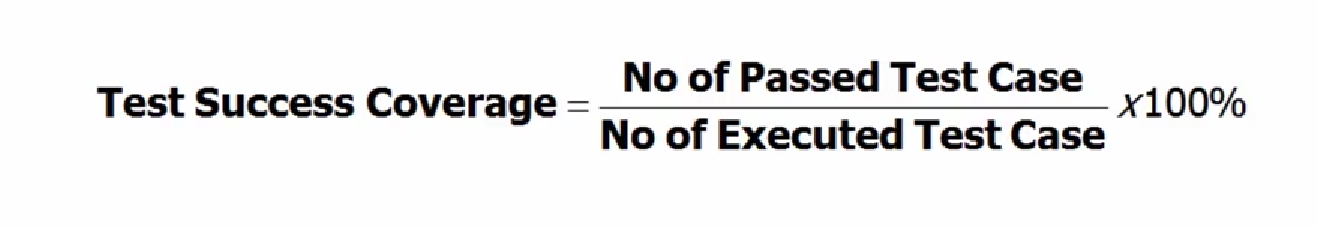 Test Success Coverage = No of Passed Test Case / No of Executed Test Case x100%